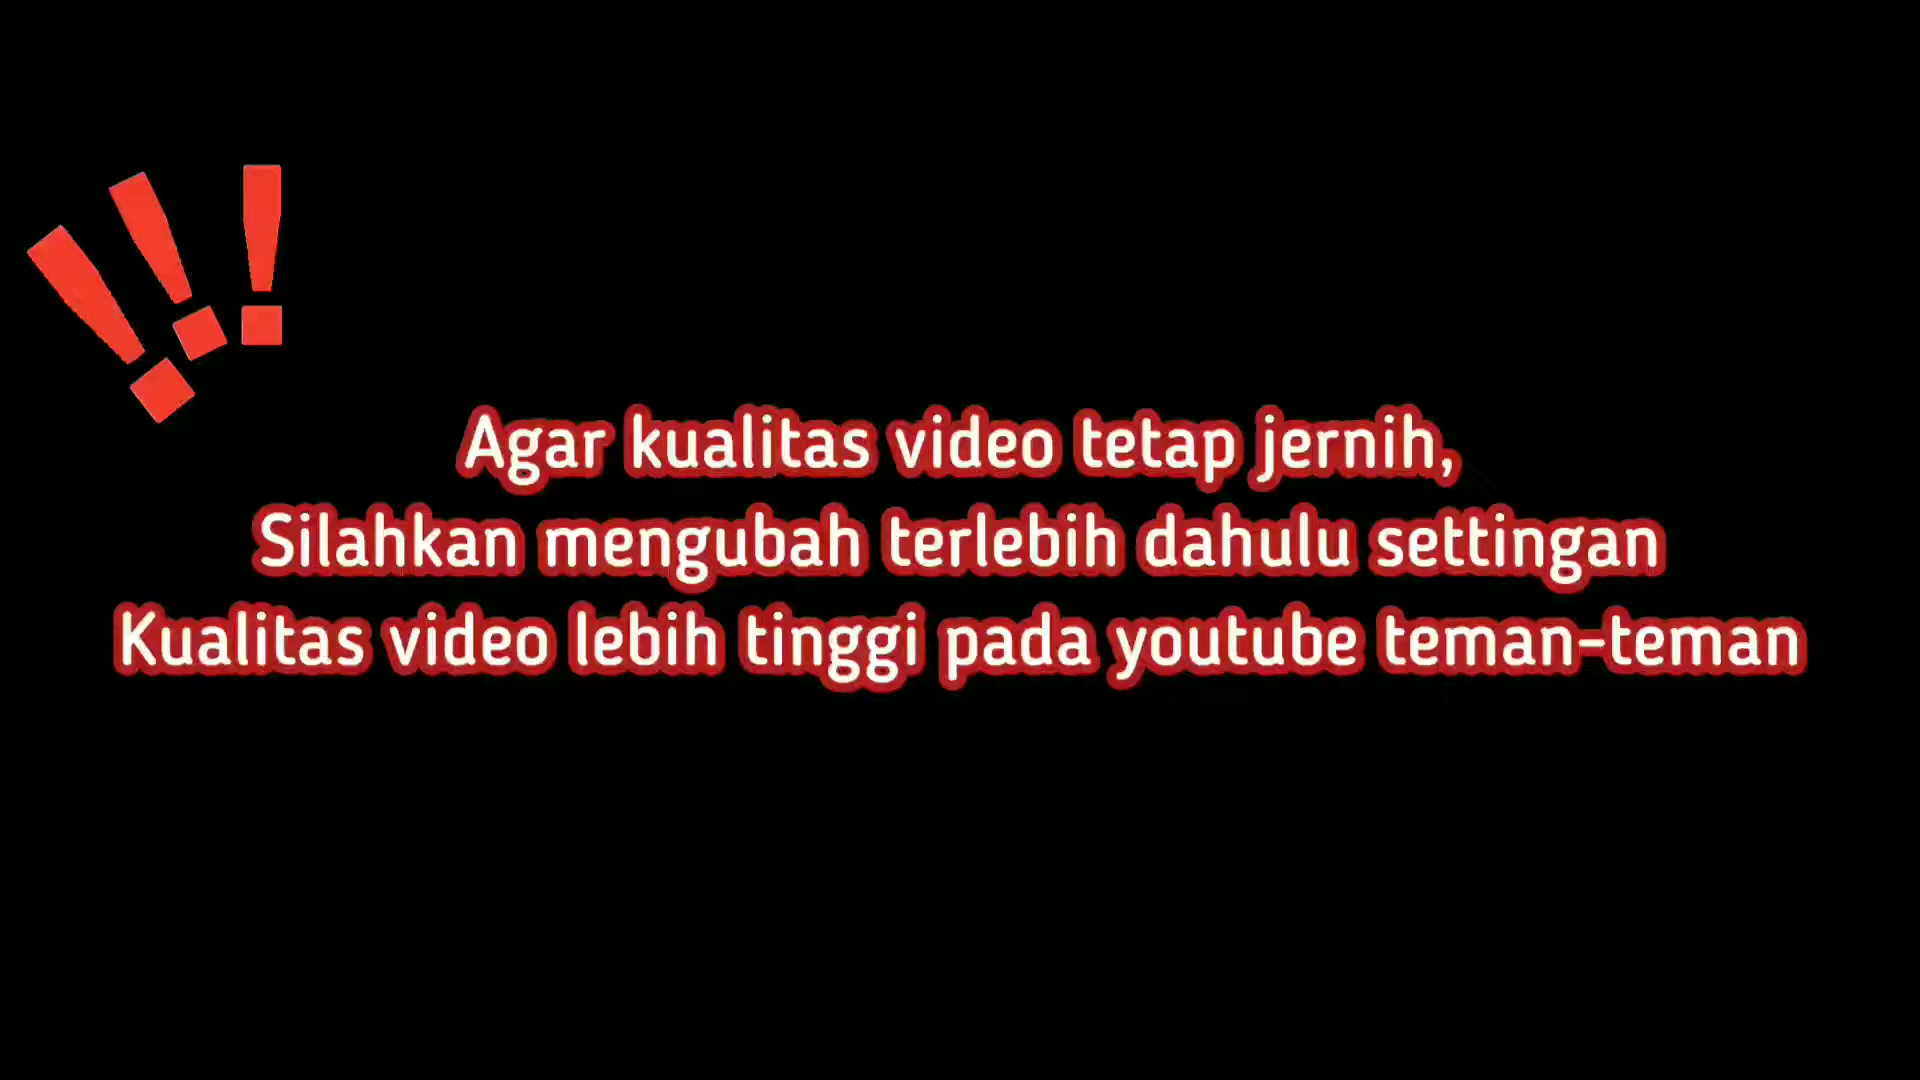 Agar kualitas video tetap jernih,
Silahkan mengubah terlebih dahulu settingan
Kualitas video lebih tinggi pada youtube teman-teman